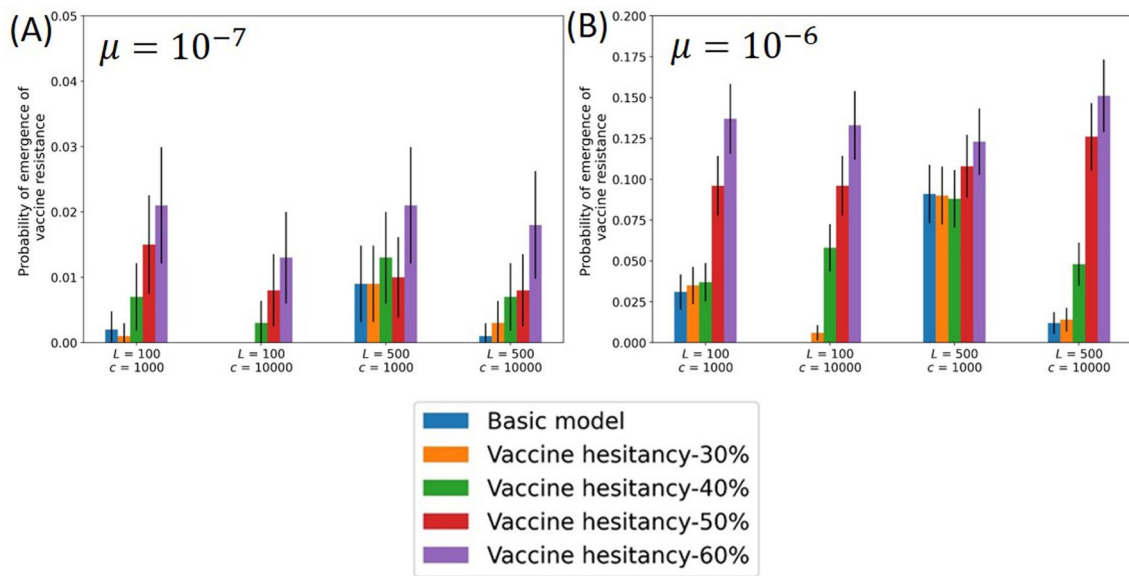 (A)
μ = 10⁻⁷
Probability of emergence of
vaccine resistance
0.05
0.04
0.03
0.02
0.01
0.00
L = 100
c = 1000
L = 100
c = 10000
L = 500
c = 1000
L = 500
c = 10000
(B)
μ = 10⁻⁶
Probability of emergence of
vaccine resistance
0.200
0.175
0.150
0.125
0.100
0.075
0.050
0.025
0.000
L = 100
c = 1000
L = 100
c = 10000
L = 500
c = 1000
L = 500
c = 10000
Basic model
Vaccine hesitancy-30%
Vaccine hesitancy-40%
Vaccine hesitancy-50%
Vaccine hesitancy-60%